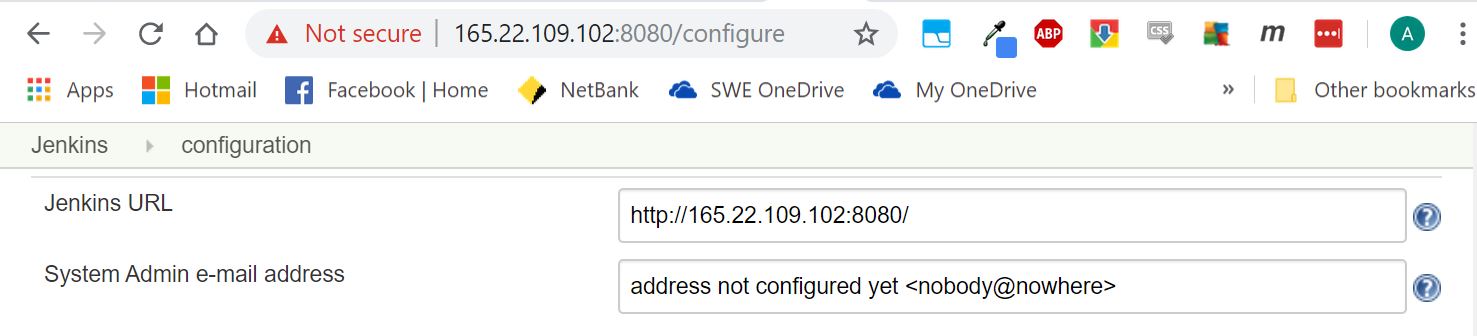 Not secure | 165.22.109.102:8080/configure ABP CSS m A
Apps Hotmail Facebook | Home NetBank SWE OneDrive My OneDrive » Other bookmarks
Jenkins configuration
Jenkins URL http://165.22.109.102:8080/ ?
System Admin e-mail address address not configured yet <nobody@nowhere> ?